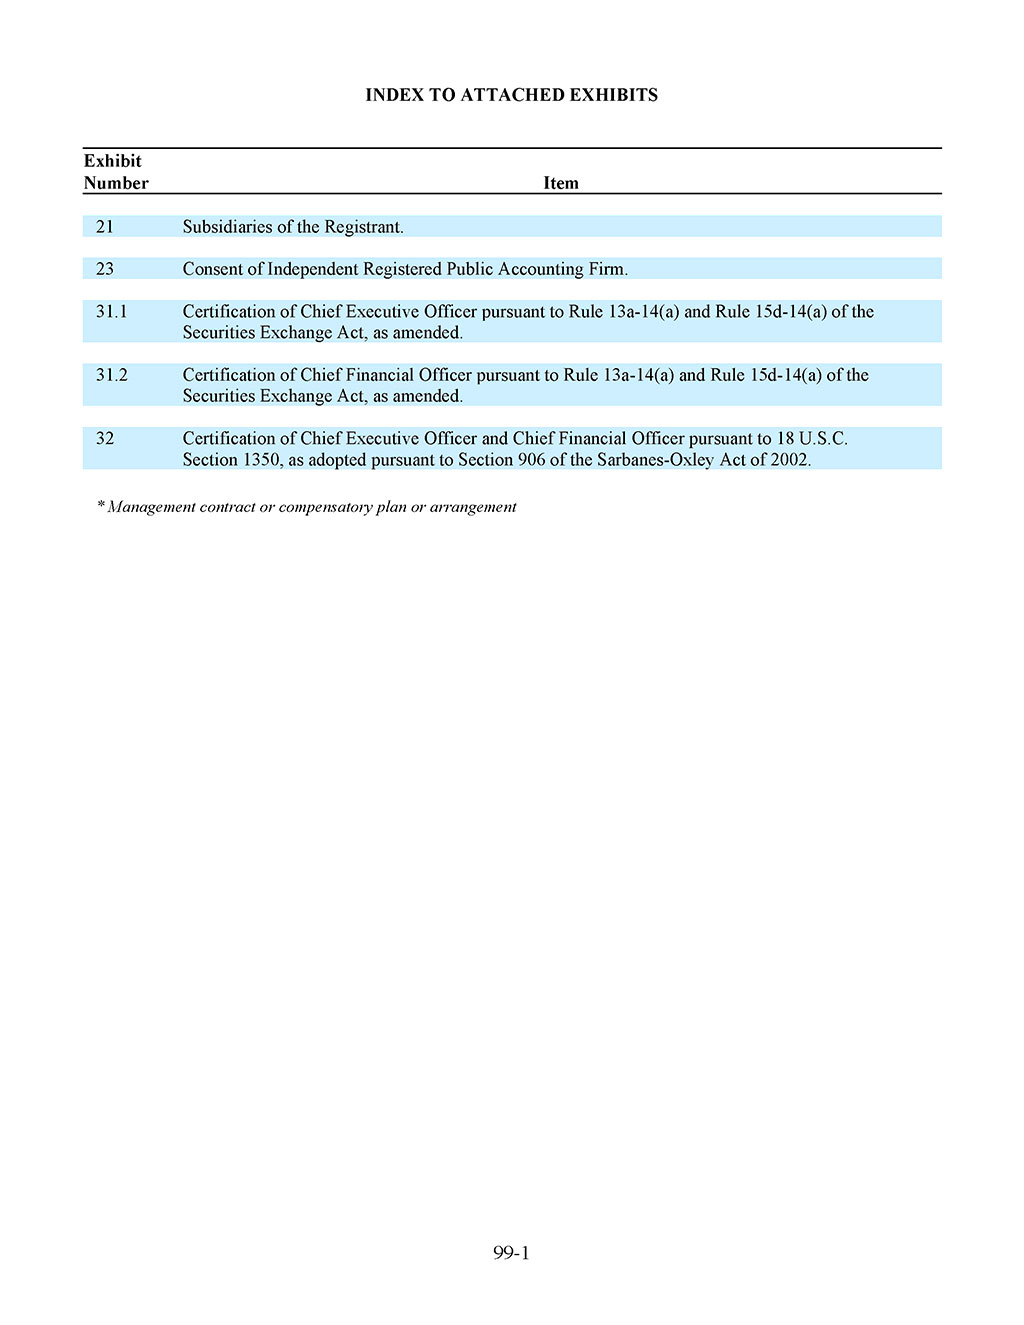 INDEX TO ATTACHED EXHIBITS
Exhibit
Number Item
21 Subsidiaries of the Registrant.
23 Consent of Independent Registered Public Accounting Firm.
31.1 Certification of Chief Executive Officer pursuant to Rule 13a-14(a) and Rule 15d-14(a) of the
Securities Exchange Act, as amended.
31.2 Certification of Chief Financial Officer pursuant to Rule 13a-14(a) and Rule 15d-14(a) of the
Securities Exchange Act, as amended.
32 Certification of Chief Executive Officer and Chief Financial Officer pursuant to 18 U.S.C.
Section 1350, as adopted pursuant to Section 906 of the Sarbanes-Oxley Act of 2002.
* Management contract or compensatory plan or arrangement
99-1